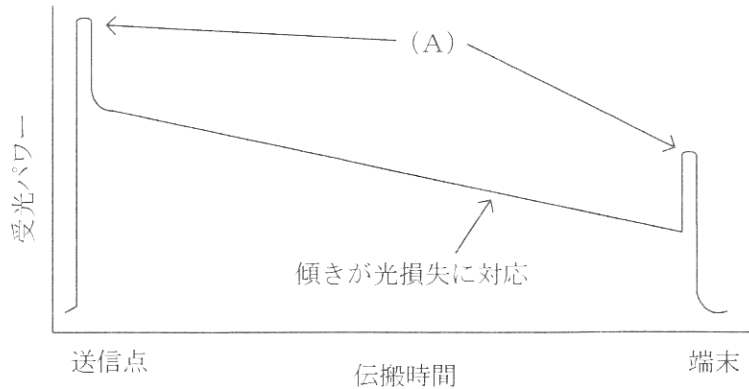 (A)
受光パワー
傾きが光損失に対応
送信点
伝搬時間
端末